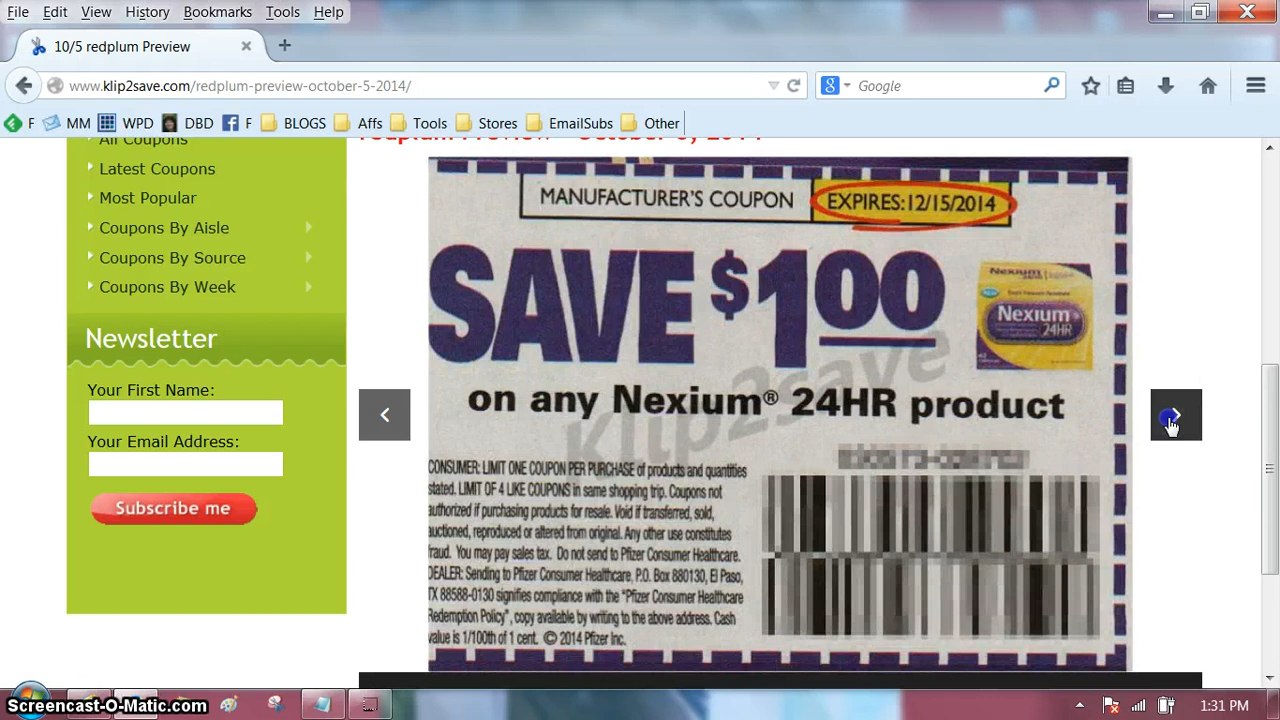 File Edit View History Bookmarks Tools Help
10/5 redplum Preview
www.klip2save.com/redplum-preview-october-5-2014/
Google
F MM WPD DBD F BLOGS Affs Tools Stores EmailSubs Other
All Coupons
Latest Coupons
Most Popular
Coupons By Aisle
Coupons By Source
Coupons By Week
Newsletter
Your First Name:
Your Email Address:
Subscribe me
MANUFACTURER'S COUPON
EXPIRES:12/15/2014
SAVE $1.00
Nexium
24HR
on any Nexium® 24HR product
Klip2save
CONSUMER: LIMIT ONE COUPON PER PURCHASE of products and quantities
stated. LIMIT OF 4 LIKE COUPONS in same shopping trip. Coupons not
authorized if purchasing products for resale. Void if transferred, sold,
auctioned, reproduced or altered from original. Any other use constitutes
fraud. You may pay sales tax. Do not send to Pfizer Consumer Healthcare.
DEALER: Sending to Pfizer Consumer Healthcare, P.O. Box 880130, El Paso,
TX 88588-0130 signifies compliance with the "Pfizer Consumer Healthcare
Redemption Policy", copy available by writing to the above address. Cash
value is 1/100th of 1 cent. © 2014 Pfizer Inc.
Screencast-O-Matic.com
1:31 PM